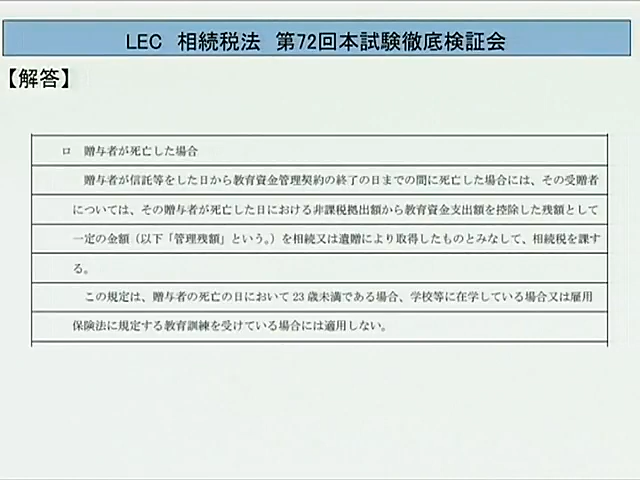 LEC 相続税法 第72回本試験徹底検証会
【解答】
ロ 贈与者が死亡した場合
贈与者が信託等をした日から教育資金管理契約の終了の日までの間に死亡した場合には、その受贈者
については、その贈与者が死亡した日における非課税拠出額から教育資金支出額を控除した残額として
一定の金額（以下「管理残額」という。）を相続又は遺贈により取得したものとみなして、相続税を課す
る。
この規定は、贈与者の死亡の日において 23 歳未満である場合、学校等に在学している場合又は雇用
保険法に規定する教育訓練を受けている場合には適用しない。